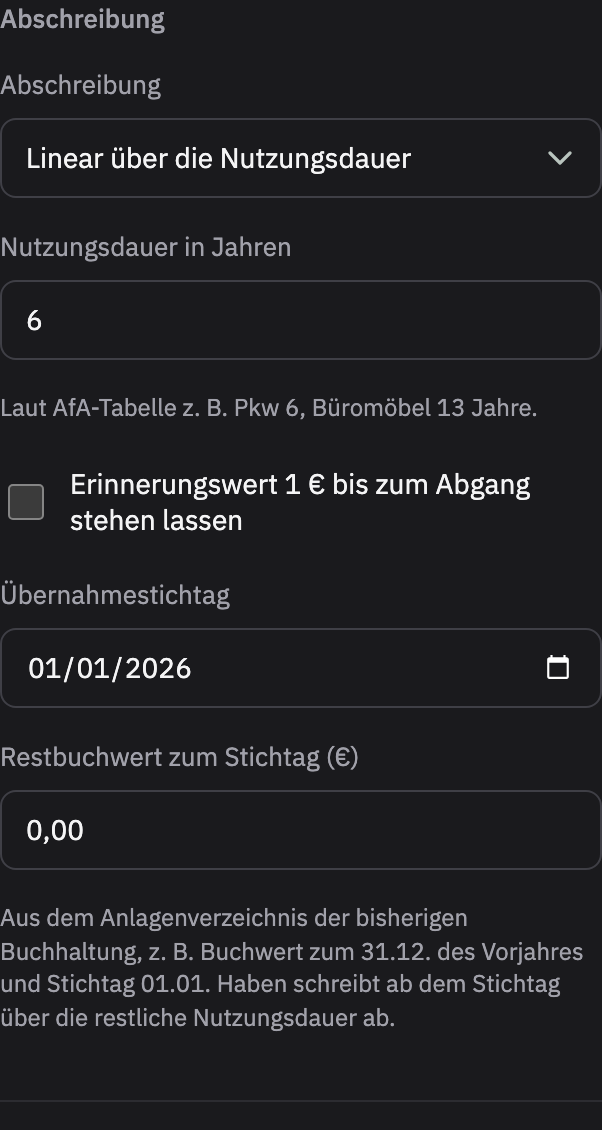 Abschreibung
Abschreibung
Linear über die Nutzungsdauer
Nutzungsdauer in Jahren
6
Laut AfA-Tabelle z. B. Pkw 6, Büromöbel 13 Jahre.
Erinnerungswert 1 € bis zum Abgang
stehen lassen
Übernahmestichtag
01/01/2026
Restbuchwert zum Stichtag (€)
0,00
Aus dem Anlagenverzeichnis der bisherigen
Buchhaltung, z. B. Buchwert zum 31.12. des Vorjahres
und Stichtag 01.01. Haben schreibt ab dem Stichtag
über die restliche Nutzungsdauer ab.